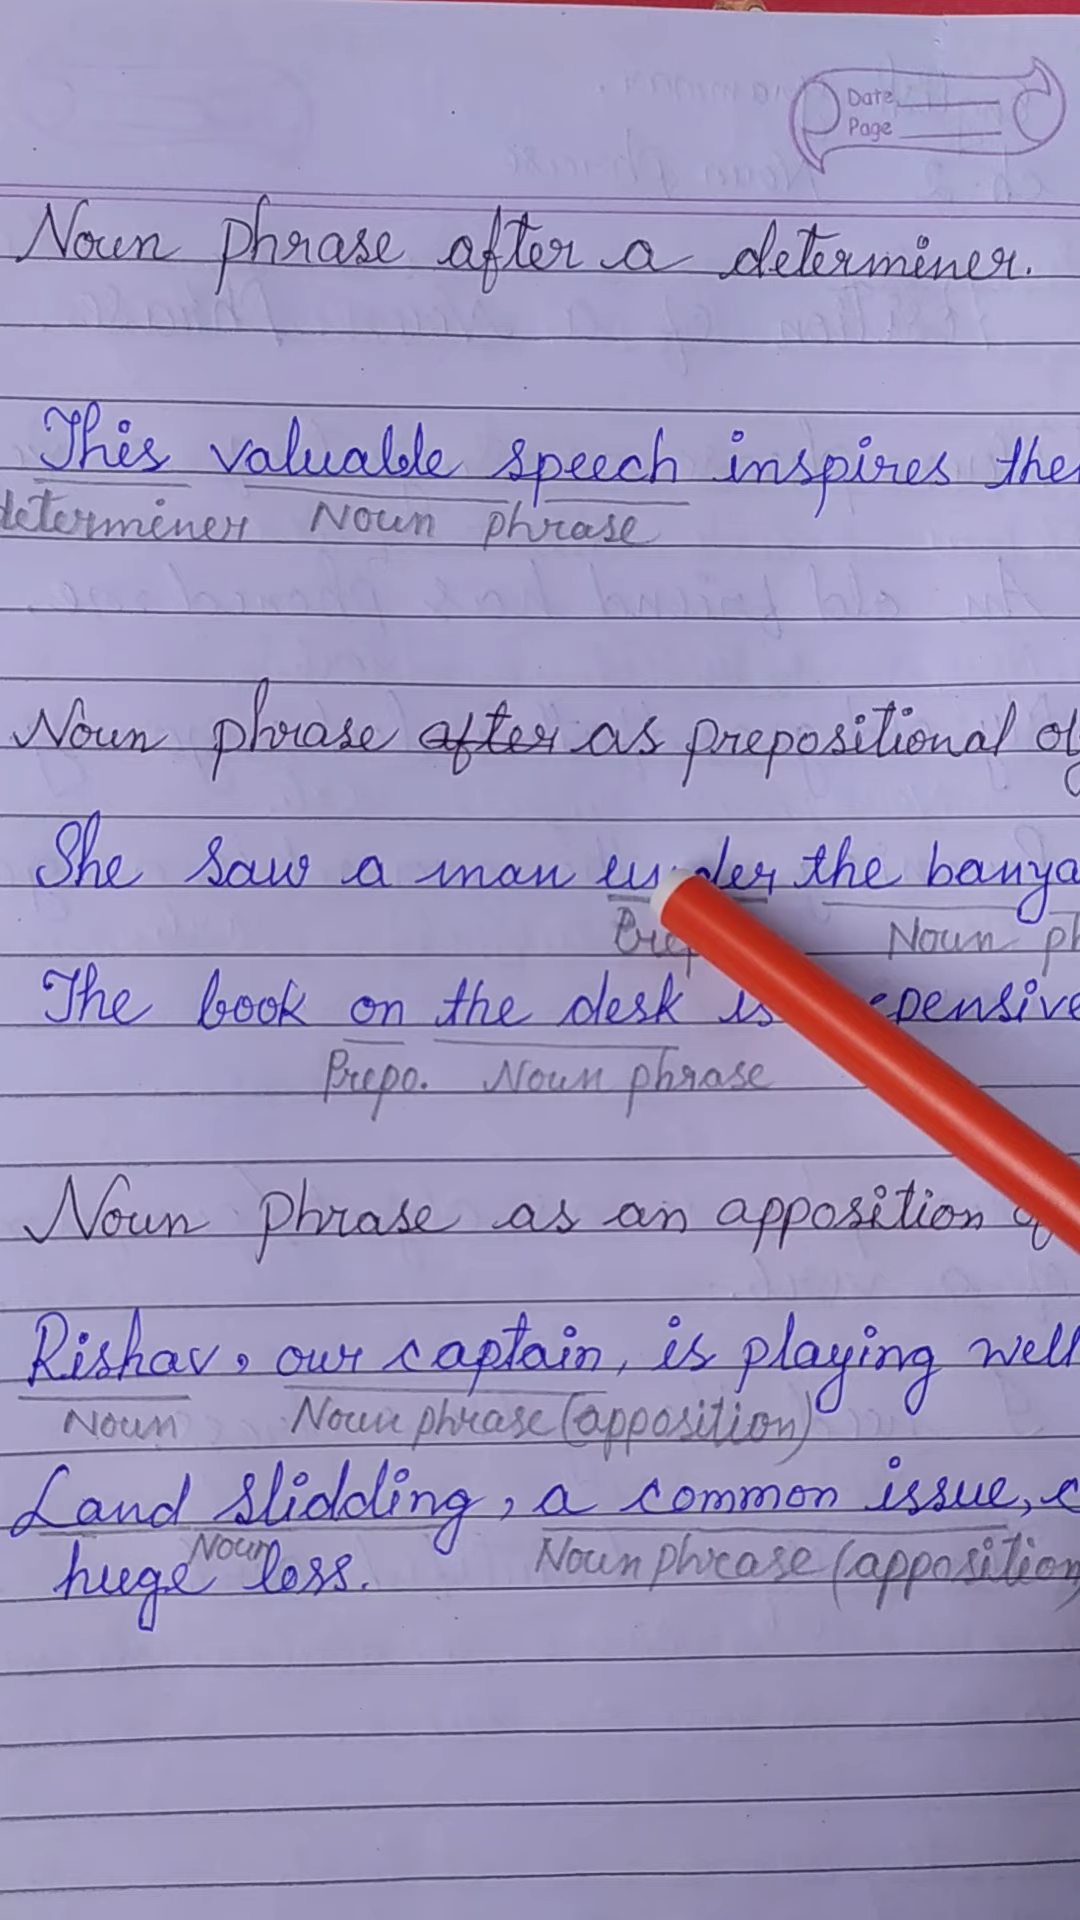 Date
Page
Noun phrase after a determiner.
This valuable speech inspires
determiner Noun phrase
Noun phrase after as prepositional
She saw a man under the
Noun
The book on the desk is
Prepo. Noun phrase
Noun phrase as an apposition
Rishav, our captain, is playing well
Noun Noun phrase (apposition)
Land slidding, a common issue,
Noun Noun phrase (apposition
huge loss.